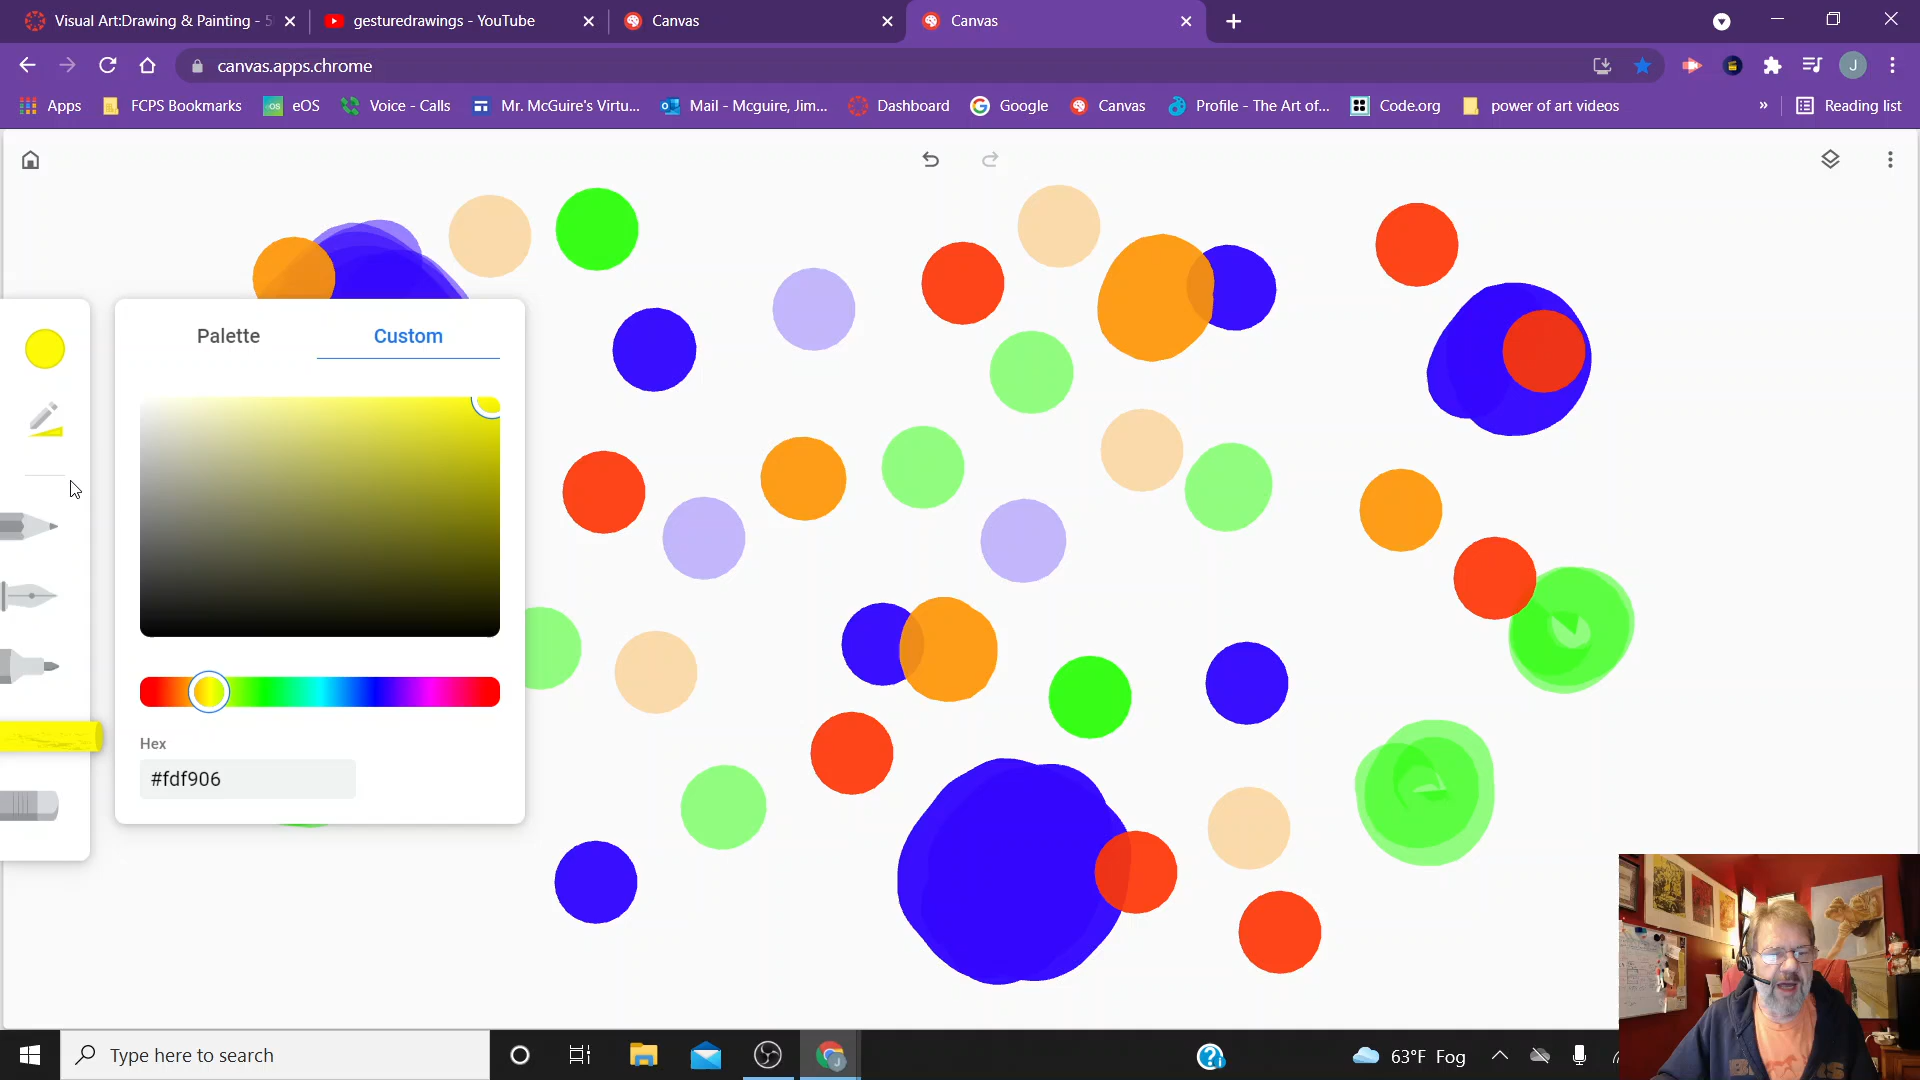 Visual Art:Drawing & Painting - 5
gesturedrawings - YouTube
Canvas
Canvas
canvas.apps.chrome
J
Apps
FCPS Bookmarks
eOS
Voice - Calls
Mr. McGuire's Virtu...
Mail - Mcguire, Jim...
Dashboard
Google
Canvas
Profile - The Art of...
Code.org
power of art videos
»
Reading list
Palette
Custom
Hex
#fdf906
Type here to search
63°F Fog